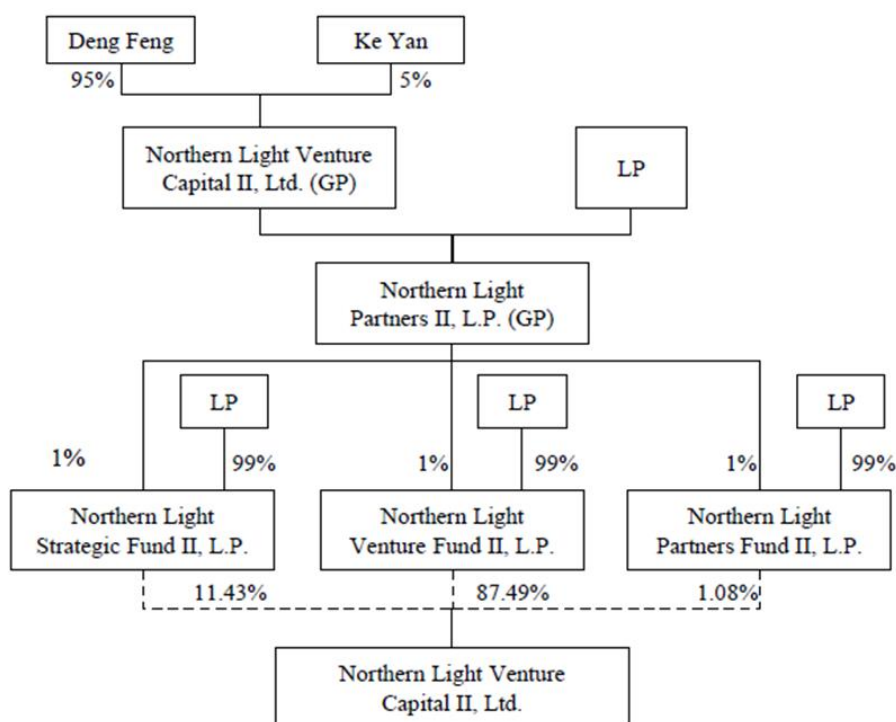 Deng Feng
Ke Yan
95%
5%
Northern Light Venture
Capital II, Ltd. (GP)
LP
Northern Light
Partners II, L.P. (GP)
LP
LP
LP
1%
99%
1%
99%
1%
99%
Northern Light
Strategic Fund II, L.P.
Northern Light
Venture Fund II, L.P.
Northern Light
Partners Fund II, L.P.
11.43%
87.49%
1.08%
Northern Light Venture
Capital II, Ltd.